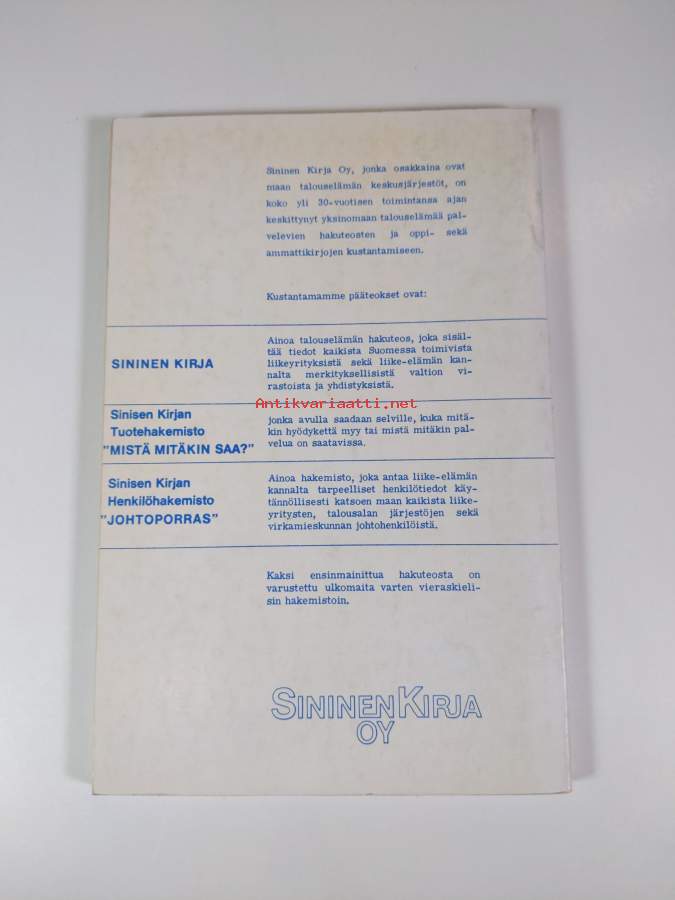 Sininen Kirja Oy, jonka osakkaina ovat
maan talouselämän keskusjärjestöt, on
koko yli 30-vuotisen toimintansa ajan
keskittynyt yksinomaan talouselämää pal-
velevien hakuteosten ja oppi- sekä
ammattikirjojen kustantamiseen.
Kustantamamme pääteokset ovat:
SININEN KIRJA
Ainoa talouselämän hakuteos, joka sisäl-
tää tiedot kaikista Suomessa toimivista
liikeyrityksistä sekä liike-elämän kan-
nalta merkityksellisistä valtion vi-
rastoista ja yhdistyksistä.
Antikvariaatti.net
Sinisen Kirjan
Tuotehakemisto
"MISTÄ MITÄKIN SAA?"
jonka avulla saadaan selville, kuka mitä-
kin hyödykettä myy tai mistä mitäkin pal-
velua on saatavissa.
Sinisen Kirjan
Henkilöhakemisto
"JOHTOPORRAS"
Ainoa hakemisto, joka antaa liike-elämän
kannalta tarpeelliset henkilötiedot käy-
tännöllisesti katsoen maan kaikista liike-
yritysten, talousalan järjestöjen sekä
virkamieskunnan johtohenkilöistä.
Kaksi ensinmainittua hakuteosta on
varustettu ulkomaita varten vieraskieli-
sin hakemistoin.
SININEN KIRJA
OY